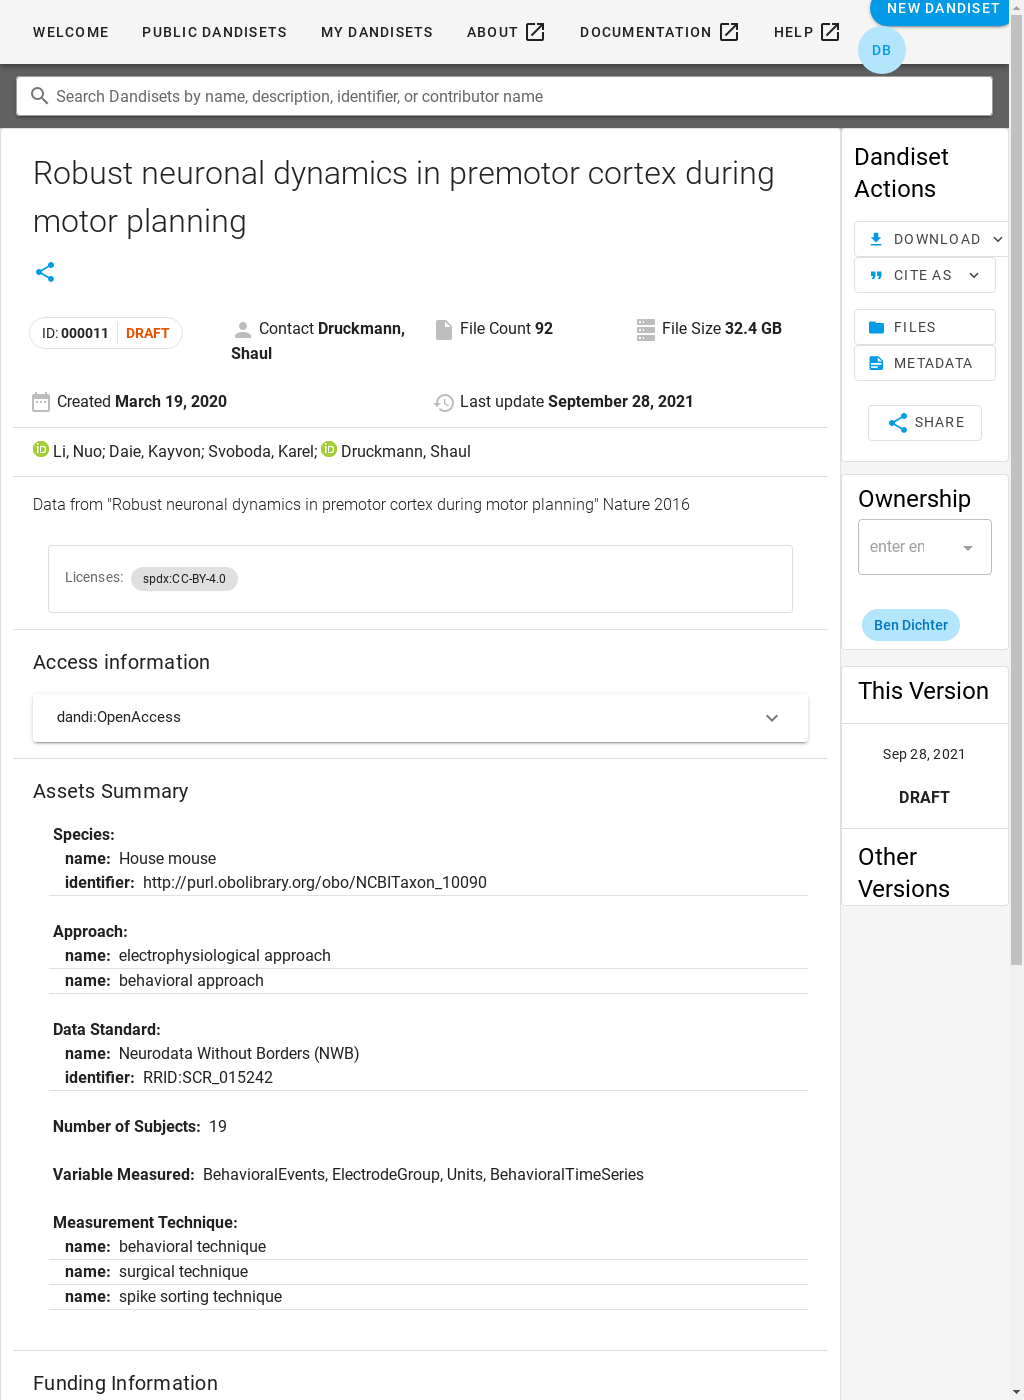 WELCOME PUBLIC DANDISETS MY DANDISETS ABOUT DOCUMENTATION HELP NEW DANDISET
DB
Search Dandisets by name, description, identifier, or contributor name
Robust neuronal dynamics in premotor cortex during
motor planning
ID: 000011 DRAFT
Contact Druckmann,
Shaul
File Count 92
File Size 32.4 GB
Created March 19, 2020
Last update September 28, 2021
iD Li, Nuo; Daie, Kayvon; Svoboda, Karel; iD Druckmann, Shaul
Data from "Robust neuronal dynamics in premotor cortex during motor planning" Nature 2016
Licenses: spdx:CC-BY-4.0
Access information
dandi:OpenAccess
Assets Summary
Species:
name: House mouse
identifier: http://purl.obolibrary.org/obo/NCBITaxon_10090
Approach:
name: electrophysiological approach
name: behavioral approach
Data Standard:
name: Neurodata Without Borders (NWB)
identifier: RRID:SCR_015242
Number of Subjects: 19
Variable Measured: BehavioralEvents, ElectrodeGroup, Units, BehavioralTimeSeries
Measurement Technique:
name: behavioral technique
name: surgical technique
name: spike sorting technique
Funding Information
Dandiset
Actions
DOWNLOAD
CITE AS
FILES
METADATA
SHARE
Ownership
enter en
Ben Dichter
This Version
Sep 28, 2021
DRAFT
Other
Versions